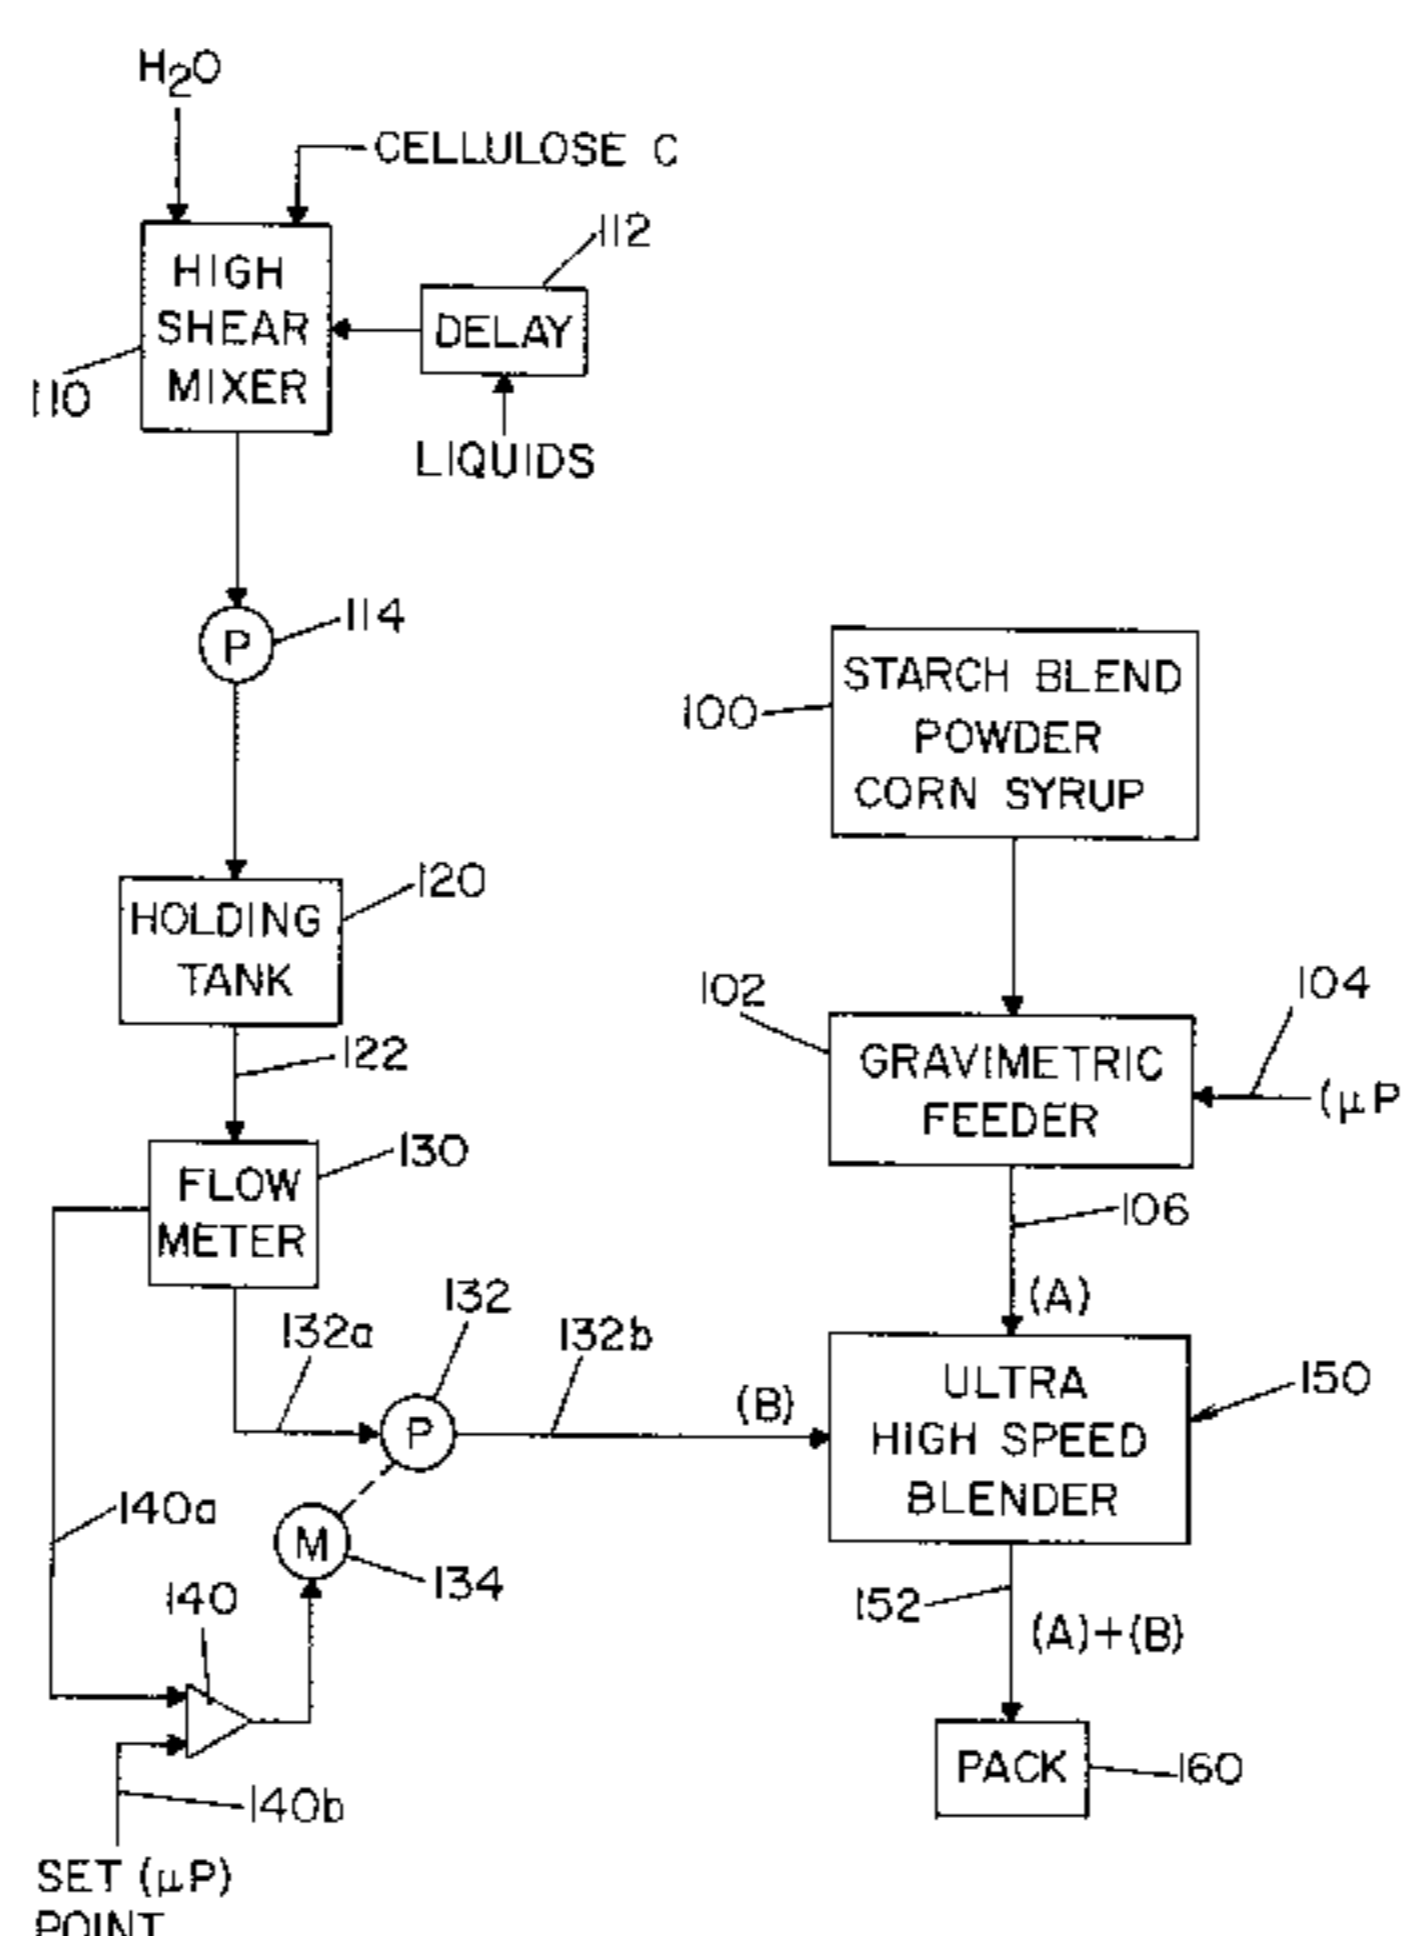 H2O
CELLULOSE C
112
HIGH
SHEAR
MIXER
DELAY
110
LIQUIDS
P
114
STARCH BLEND
POWDER
CORN SYRUP
100
HOLDING
TANK
120
102
104
122
GRAVIMETRIC
FEEDER
(μP
FLOW
METER
130
106
(A)
132
132a
132b
(B)
P
ULTRA
HIGH SPEED
BLENDER
150
140a
M
134
140
152
(A)+(B)
PACK
160
140b
SET (μP)
POINT